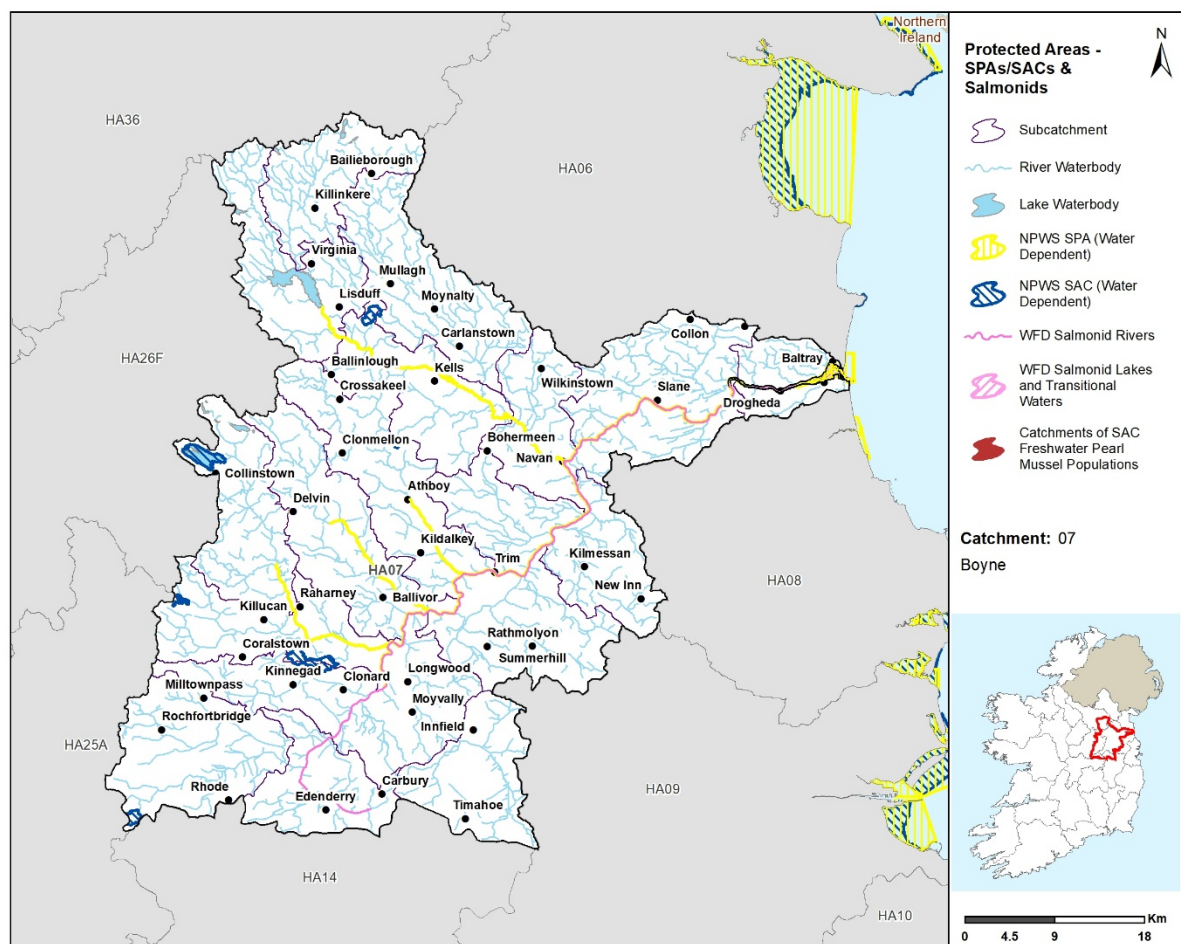 Northern
Ireland
HA36
HA06
Bailieborough
Killinkere
Virginia
Mullagh
Lisduff
Moynalty
Carlanstown
Collon
HA26F
Ballinlough
Kells
Baltray
Crossakeel
Wilkinstown
Slane
Drogheda
Clonmellon
Bohermeen
Navan
Collinstown
Delvin
Athboy
Kildalkey
Trim
Kilmessan
HA07
HA08
New Inn
Raharney
Ballivor
Killucan
Rathmolyon
Coralstown
Summerhill
Kinnegad
Clonard
Longwood
Milltownpass
Moyvally
Rochfortbridge
Innfield
HA25A
Rhode
Carbury
Edenderry
Timahoe
HA09
HA14
HA10
Protected Areas -
SPAs/SACs &
Salmonids
N
Subcatchment
River Waterbody
Lake Waterbody
NPWS SPA (Water
Dependent)
NPWS SAC (Water
Dependent)
WFD Salmonid Rivers
WFD Salmonid Lakes
and Transitional
Waters
Catchments of SAC
Freshwater Pearl
Mussel Populations
Catchment: 07
Boyne
Km
0 4.5 9 18